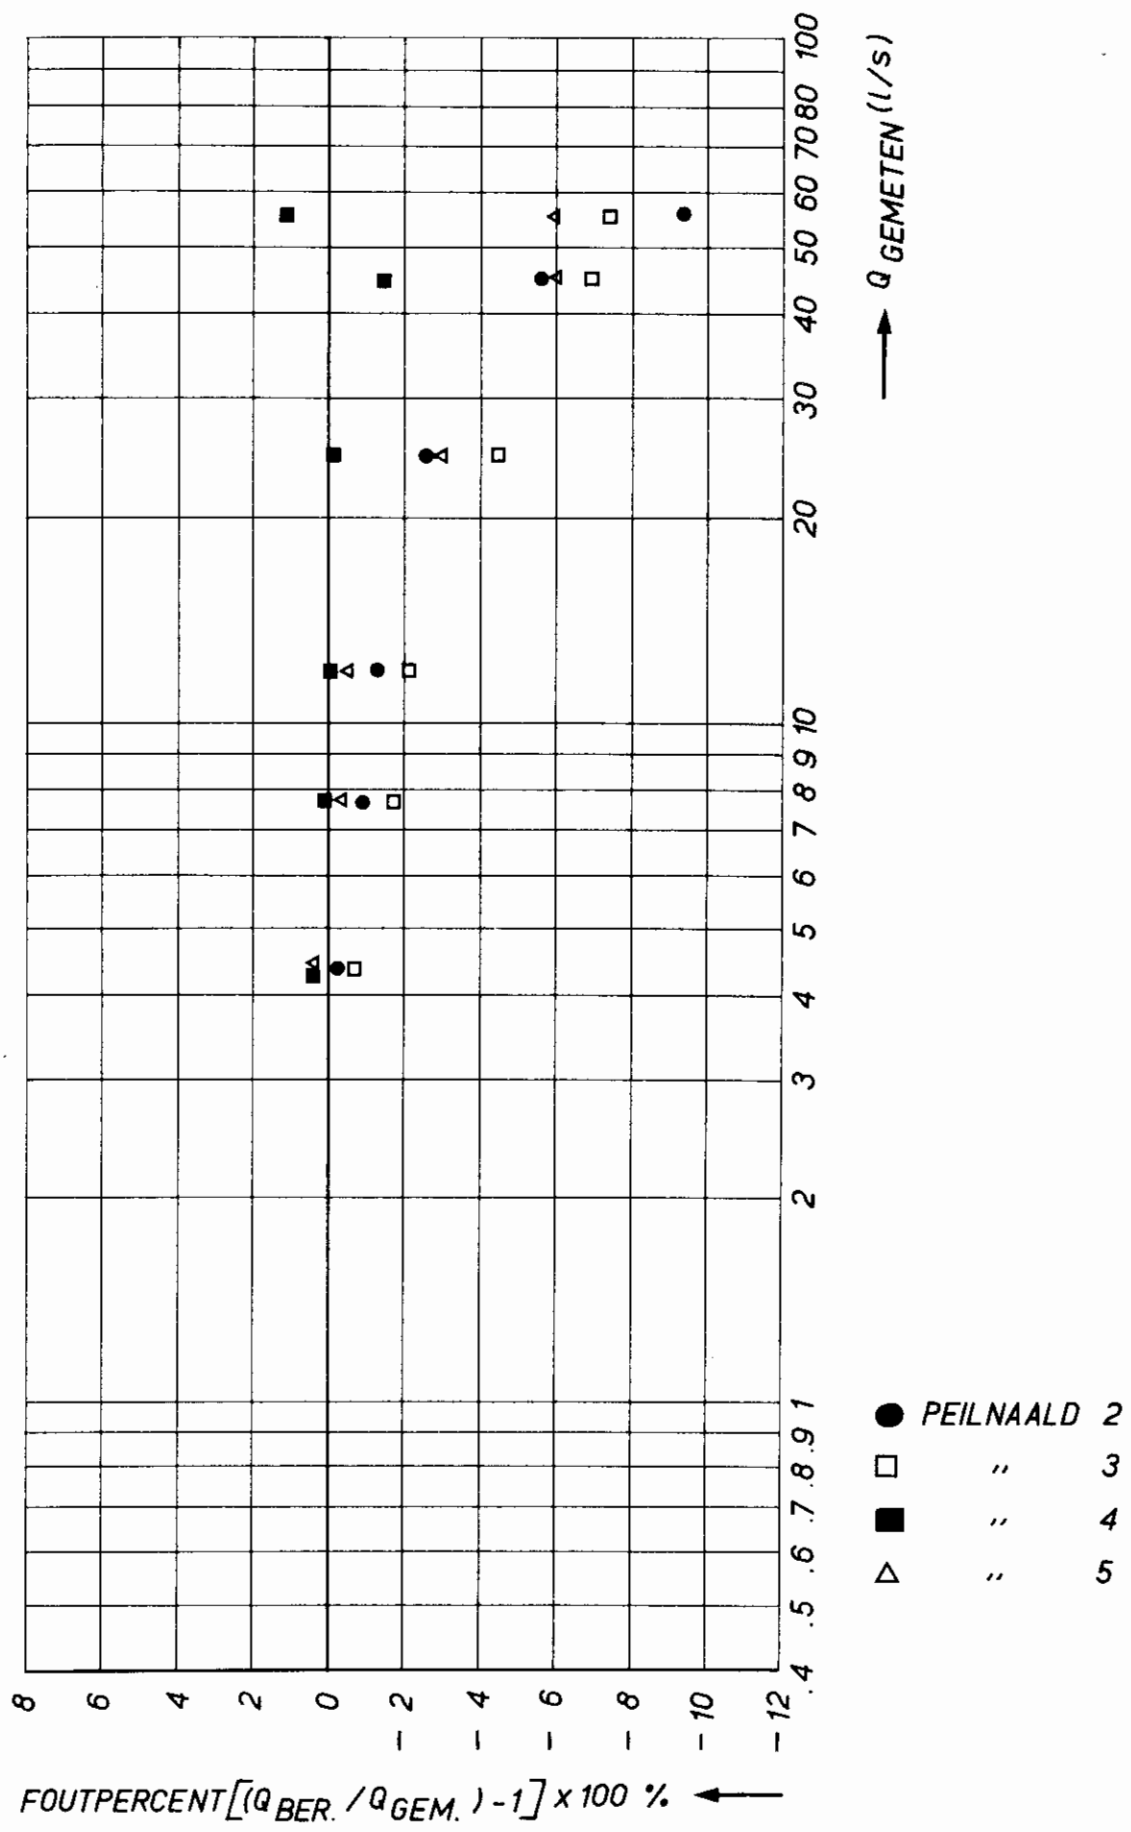 8 6 4 2 0 -2 -4 -6 -8 -10 -12
FOUTPERCENT [(Q BER. / Q GEM. ) -1] x 100 %
.4 .5 .6 .7 .8 .9 1 2 3 4 5 6 7 8 9 10 20 30 40 50 60 70 80 100
Q GEMETEN (l/s)
PEILNAALD 2
,, 3
,, 4
,, 5